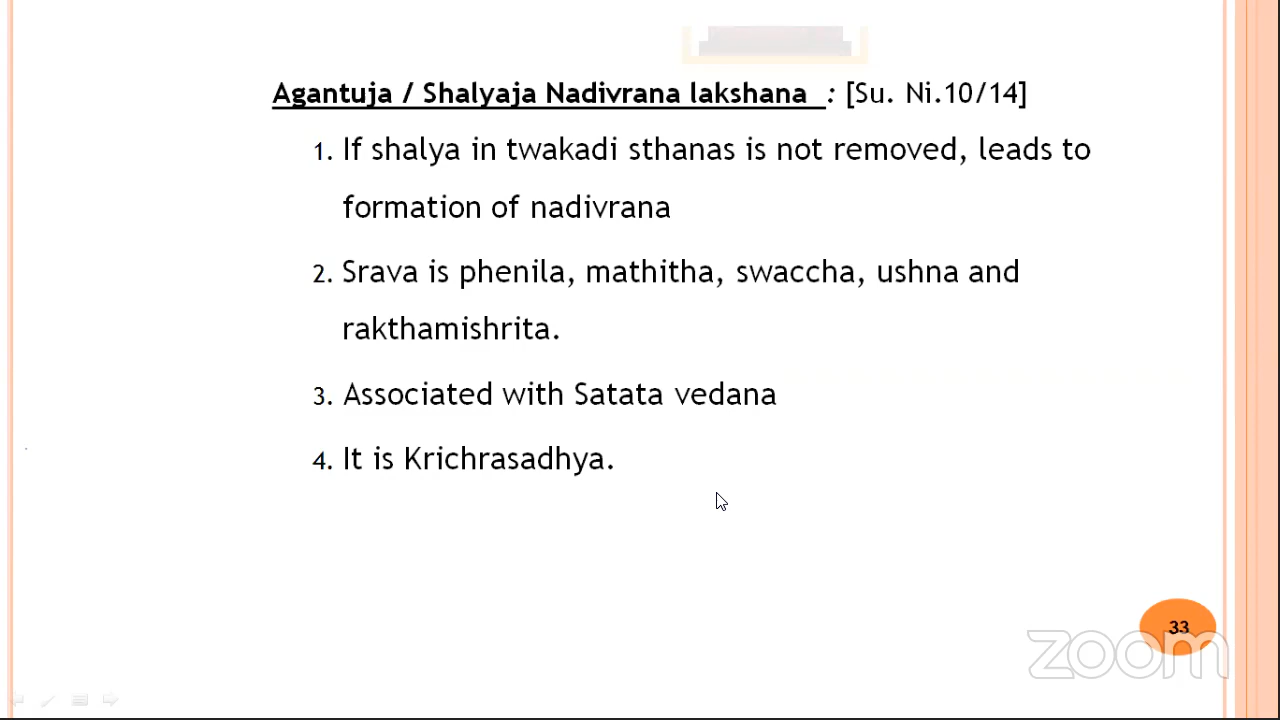 Agantuja / Shalyaja Nadivrana lakshana : [Su. Ni.10/14]
1. If shalya in twakadi sthanas is not removed, leads to
formation of nadivrana
2. Srava is phenila, mathitha, swaccha, ushna and
rakthamishrita.
3. Associated with Satata vedana
4. It is Krichrasadhya.
33
zoom